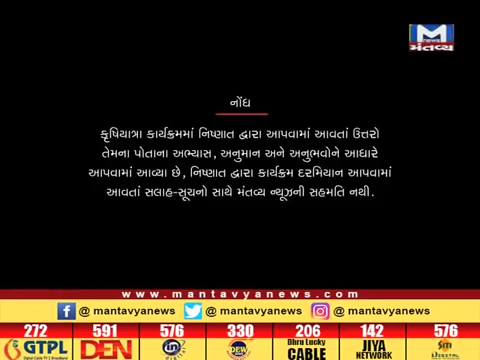 મંતવ્ય
નોંધ
કૃષિયાત્રા કાર્યક્રમમાં નિષ્ણાત દ્વારા આપવામાં આવતાં ઉત્તરો
તેમના પોતાના અભ્યાસ, અનુમાન અને અનુભવોને આધારે
આપવામાં આવ્યા છે, નિષ્ણાત દ્વારા કાર્યક્રમ દરમિયાન આપવામાં
આવતાં સલાહ-સૂચનો સાથે મંતવ્ય ન્યૂઝની સહમતિ નથી.
www.mantavyanews.com
@ mantavyanews @ mantavyanews @ mantavyanews
272 591 576 330 206 142 576
GTPL DEN in DEW Dhru Lucky CABLE JIYA NETWORK